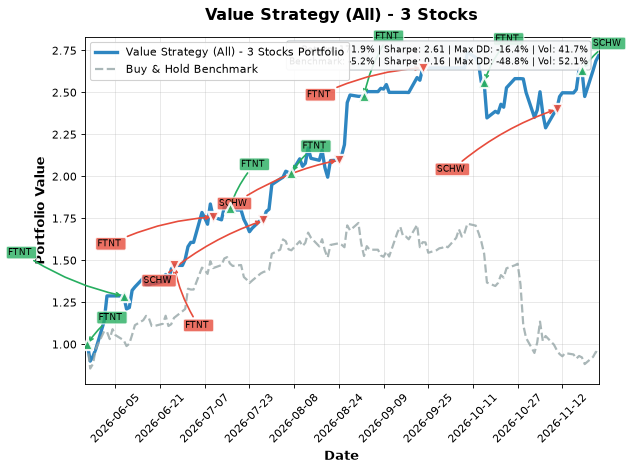 Value Strategy (All) - 3 Stocks
FTNT
FTNT
SCHW
Value Strategy (All) - 3 Stocks Portfolio
1.9% | Sharpe: 2.61 | Max DD: -16.4% | Vol: 41.7%
Buy & Hold Benchmark
5.2% | Sharpe: 0.16 | Max DD: -48.8% | Vol: 52.1%
FTNT
FTNT
FTNT
SCHW
SCHW
FTNT
FTNT
SCHW
FTNT
FTNT
2.75
2.50
2.25
2.00
1.75
1.50
1.25
1.00
Portfolio Value
2026-06-05
2026-06-21
2026-07-07
2026-07-23
2026-08-08
2026-08-24
2026-09-09
2026-09-25
2026-10-11
2026-10-27
2026-11-12
Date